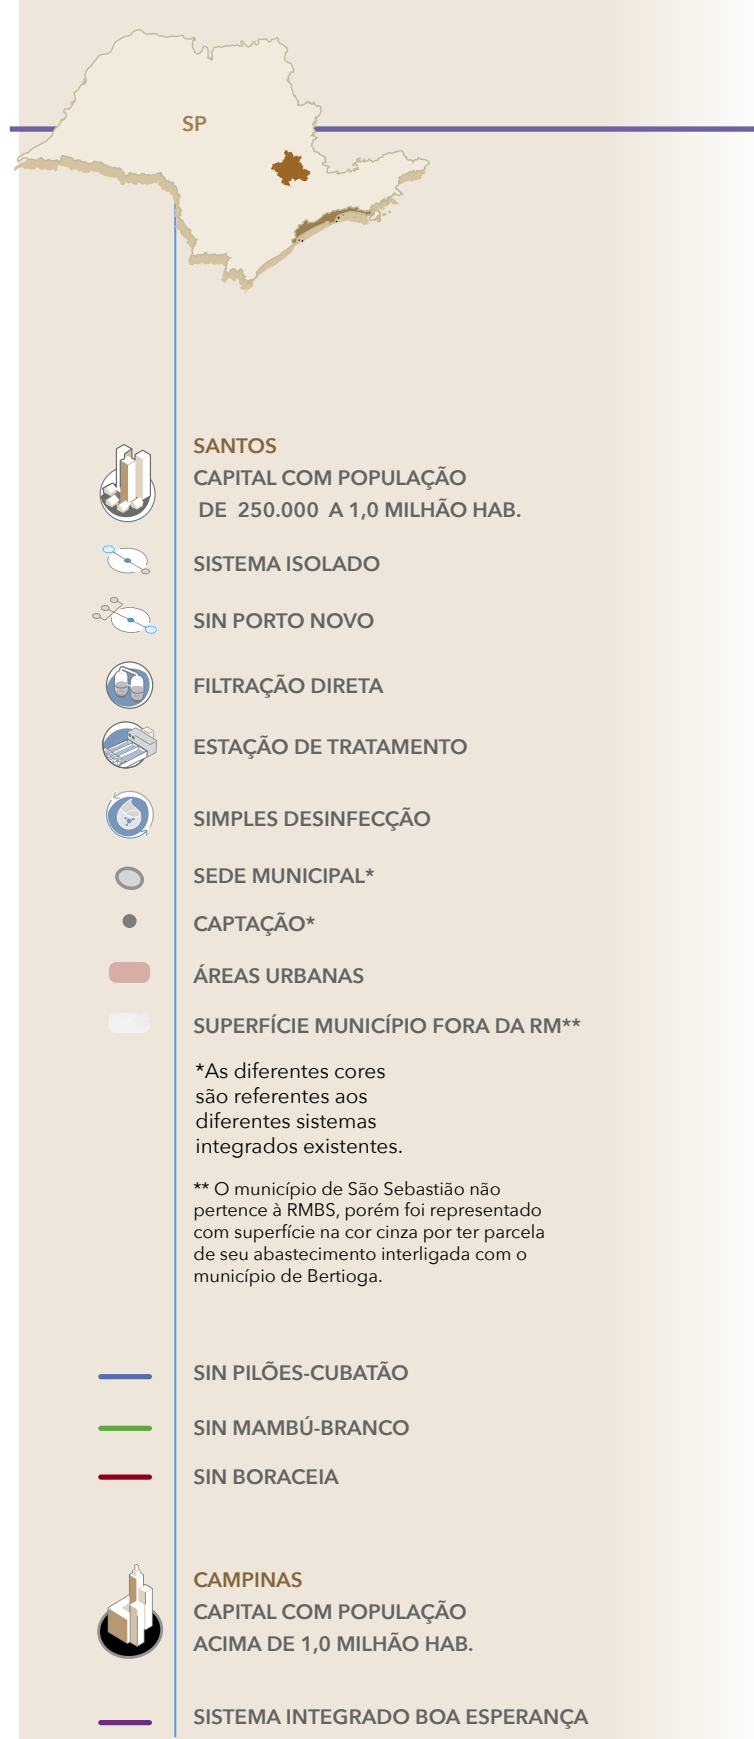 SP
SANTOS
CAPITAL COM POPULAÇÃO
DE 250.000 A 1,0 MILHÃO HAB.
SISTEMA ISOLADO
SIN PORTO NOVO
FILTRAÇÃO DIRETA
ESTAÇÃO DE TRATAMENTO
SIMPLES DESINFECÇÃO
SEDE MUNICIPAL*
CAPTAÇÃO*
ÁREAS URBANAS
SUPERFÍCIE MUNICÍPIO FORA DA RM**
*As diferentes cores
são referentes aos
diferentes sistemas
integrados existentes.
** O município de São Sebastião não
pertence à RMBS, porém foi representado
com superfície na cor cinza por ter parcela
de seu abastecimento interligada com o
município de Bertioga.
SIN PILÕES-CUBATÃO
SIN MAMBÚ-BRANCO
SIN BORACEIA
CAMPINAS
CAPITAL COM POPULAÇÃO
ACIMA DE 1,0 MILHÃO HAB.
SISTEMA INTEGRADO BOA ESPERANÇA